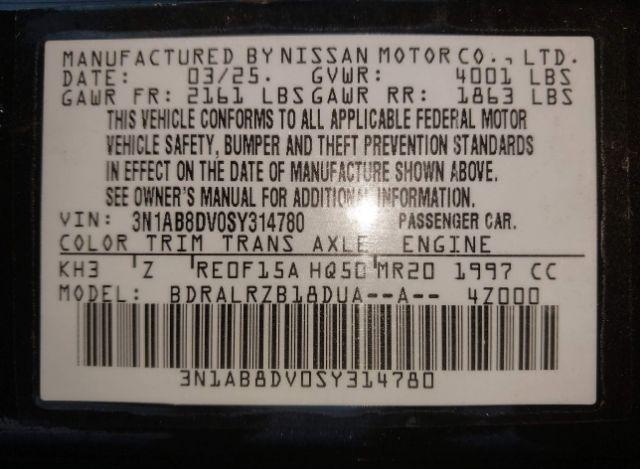 MANUFACTURED BY NISSAN MOTOR CO., LTD.
DATE: 03/25. GVWR: 4001 LBS
GAWR FR: 2161 LBS GAWR RR: 1863 LBS
THIS VEHICLE CONFORMS TO ALL APPLICABLE FEDERAL MOTOR
VEHICLE SAFETY, BUMPER AND THEFT PREVENTION STANDARDS
IN EFFECT ON THE DATE OF MANUFACTURE SHOWN ABOVE.
SEE OWNER'S MANUAL FOR ADDITIONAL INFORMATION.
VIN: 3N1AB8DV0SY314780 PASSENGER CAR.
COLOR TRIM TRANS AXLE ENGINE
KH3 Z RE0F15A HQ50 MR20 1997 CC
MODEL: BDRALRZB18DUA--A-- 4Z000
3N1AB8DV0SY314780